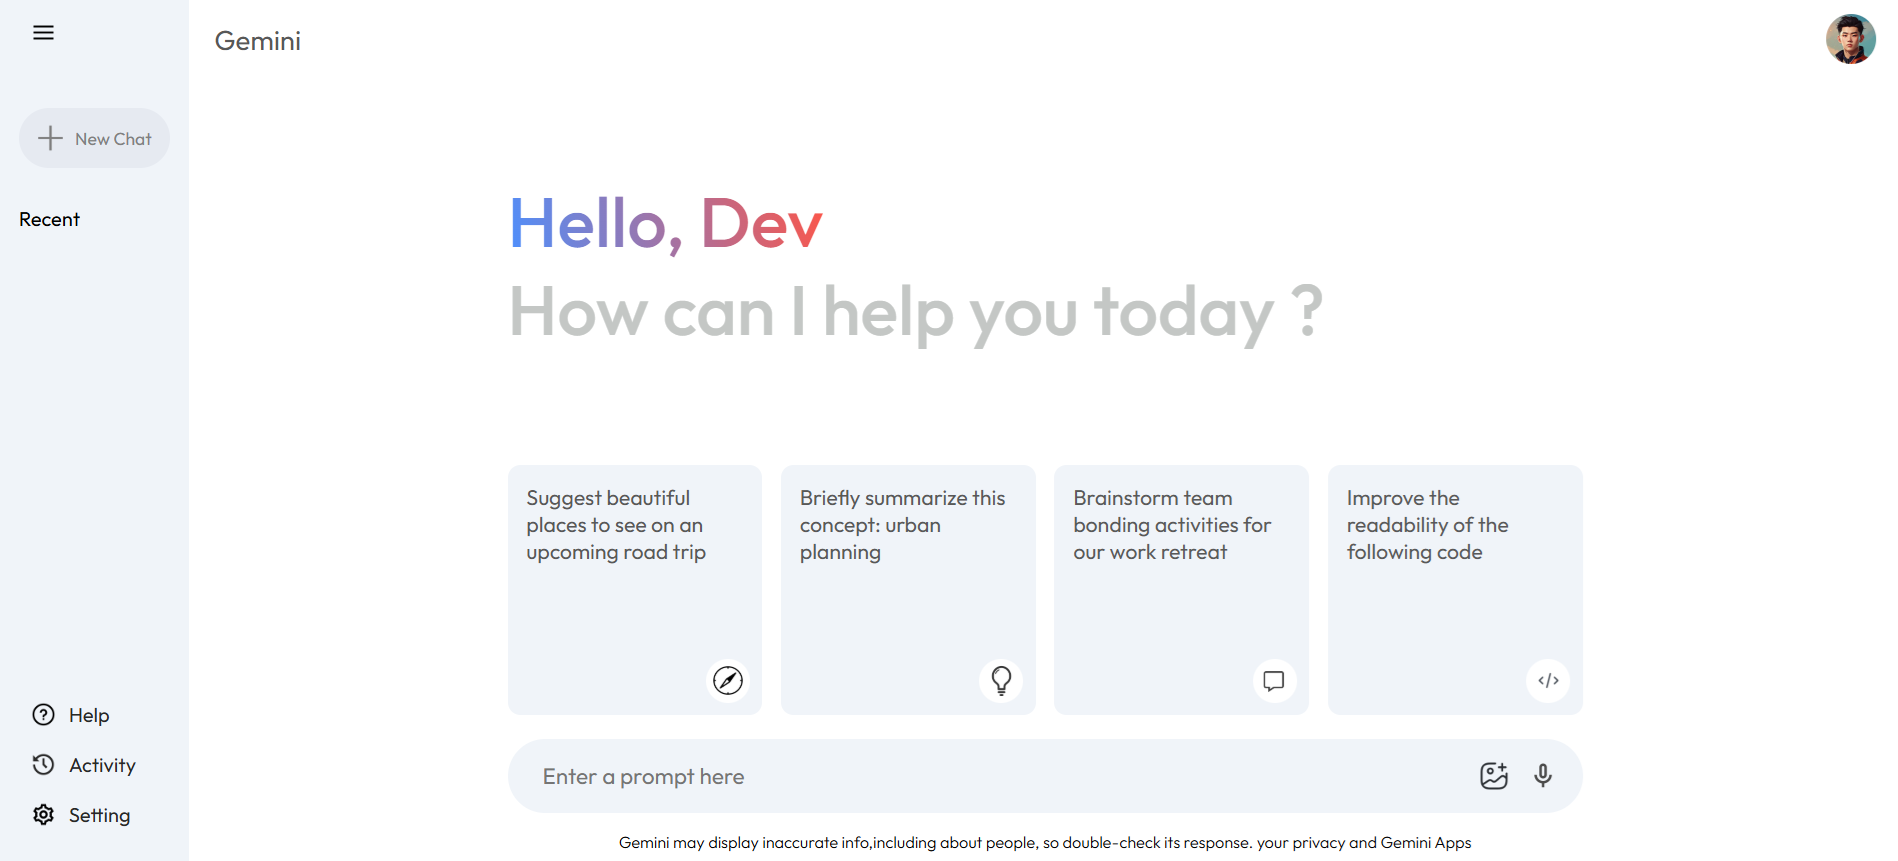 Gemini
New Chat
Recent
Hello, Dev
How can I help you today ?
Suggest beautiful
places to see on an
upcoming road trip
Briefly summarize this
concept: urban
planning
Brainstorm team
bonding activities for
our work retreat
Improve the
readability of the
following code
Help
Activity
Setting
Enter a prompt here
Gemini may display inaccurate info,including about people, so double-check its response. your privacy and Gemini Apps